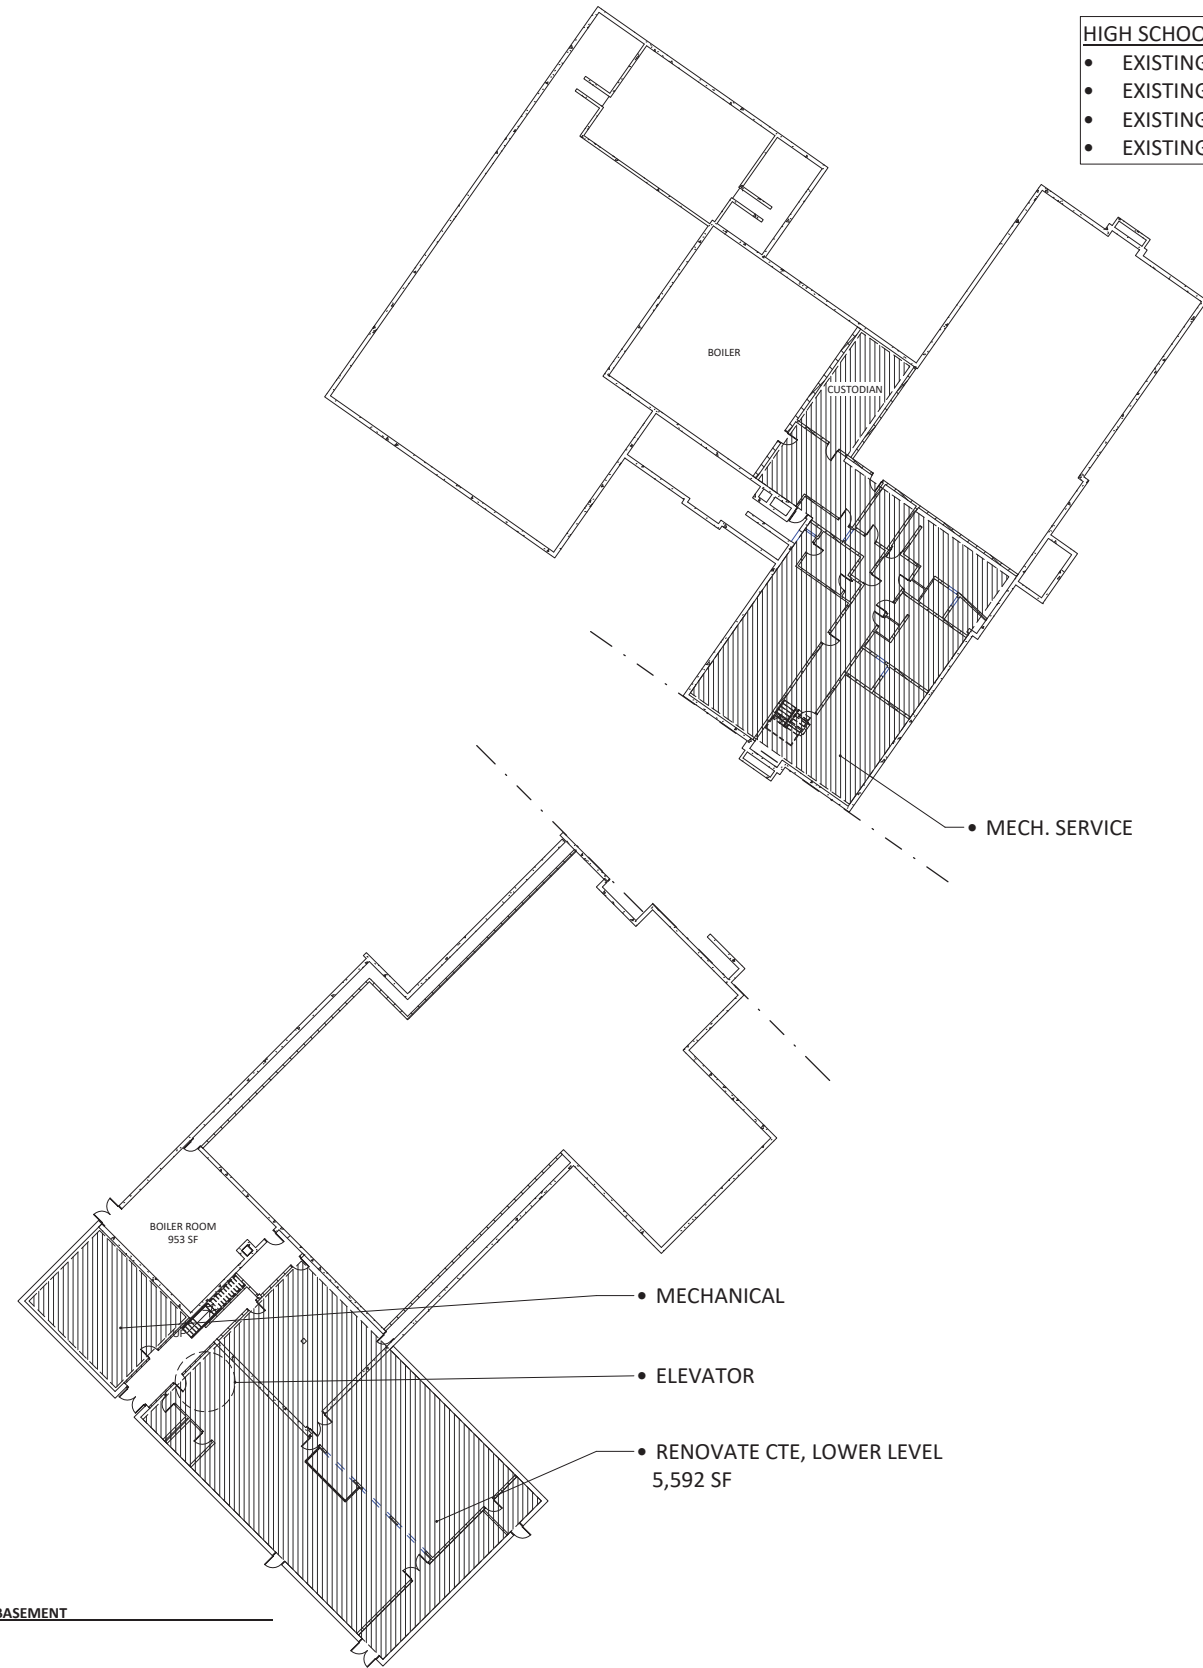 HIGH SCHOO
• EXISTING
• EXISTING
• EXISTING
• EXISTING
BOILER
CUSTODIAN
• MECH. SERVICE
BOILER ROOM
953 SF
UP
• MECHANICAL
• ELEVATOR
• RENOVATE CTE, LOWER LEVEL
5,592 SF
BASEMENT